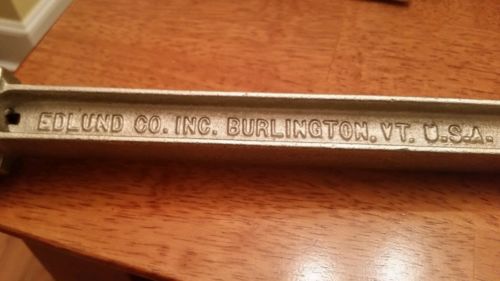 EDLUND CO. INC. BURLINGTON. VT. U.S.A.